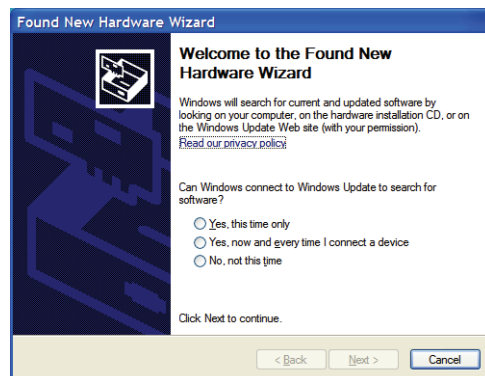 Found New Hardware Wizard
Welcome to the Found New
Hardware Wizard
Windows will search for current and updated software by
looking on your computer, on the hardware installation CD, or on
the Windows Update Web site (with your permission).
Read our privacy policy
Can Windows connect to Windows Update to search for
software?
Yes, this time only
Yes, now and every time I connect a device
No, not this time
Click Next to continue.
< Back Next > Cancel